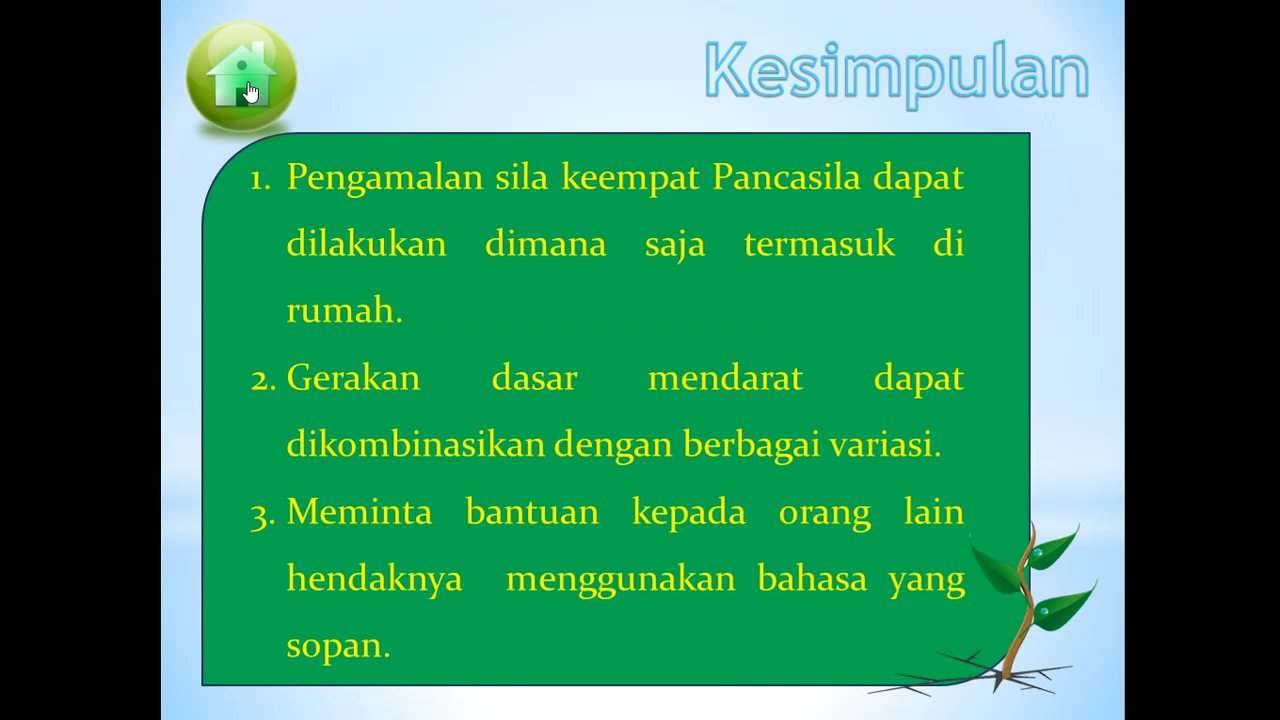 Kesimpulan
1. Pengamalan sila keempat Pancasila dapat
dilakukan dimana saja termasuk di
rumah.
2. Gerakan dasar mendarat dapat
dikombinasikan dengan berbagai variasi.
3. Meminta bantuan kepada orang lain
hendaknya menggunakan bahasa yang
sopan.